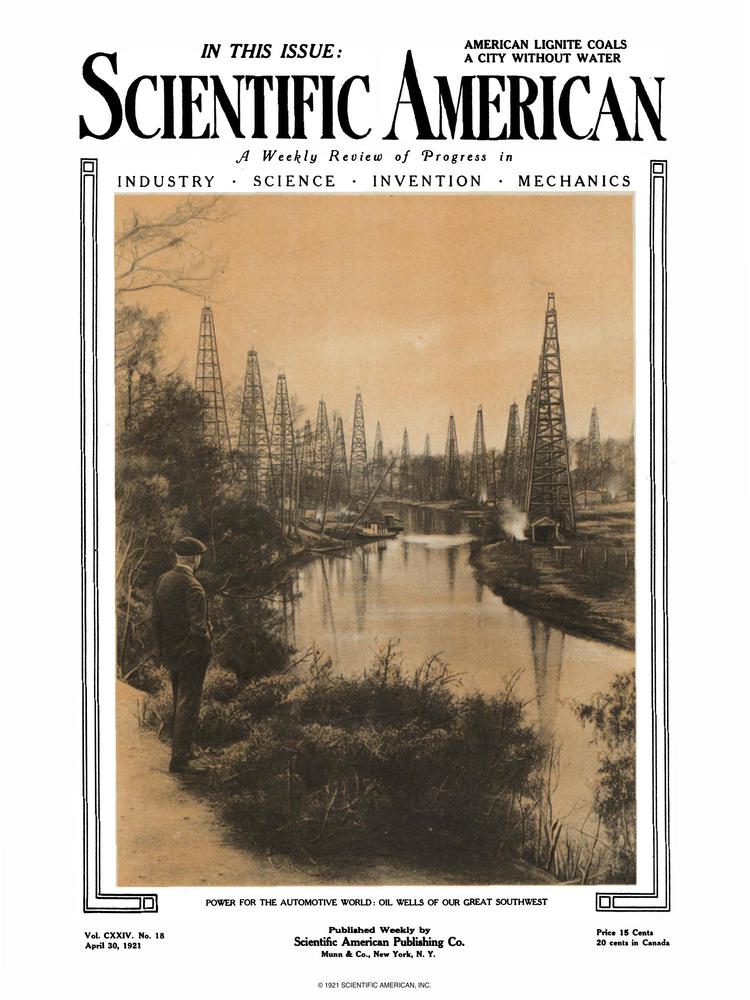 IN THIS ISSUE:
AMERICAN LIGNITE COALS
A CITY WITHOUT WATER
SCIENTIFIC AMERICAN
A Weekly Review of Progress in
INDUSTRY · SCIENCE · INVENTION · MECHANICS
POWER FOR THE AUTOMOTIVE WORLD: OIL WELLS OF OUR GREAT SOUTHWEST
Vol. CXXIV. No. 18
April 30, 1921
Published Weekly by
Scientific American Publishing Co.
Munn & Co., New York, N. Y.
Price 15 Cents
20 cents in Canada
© 1921 SCIENTIFIC AMERICAN, INC.